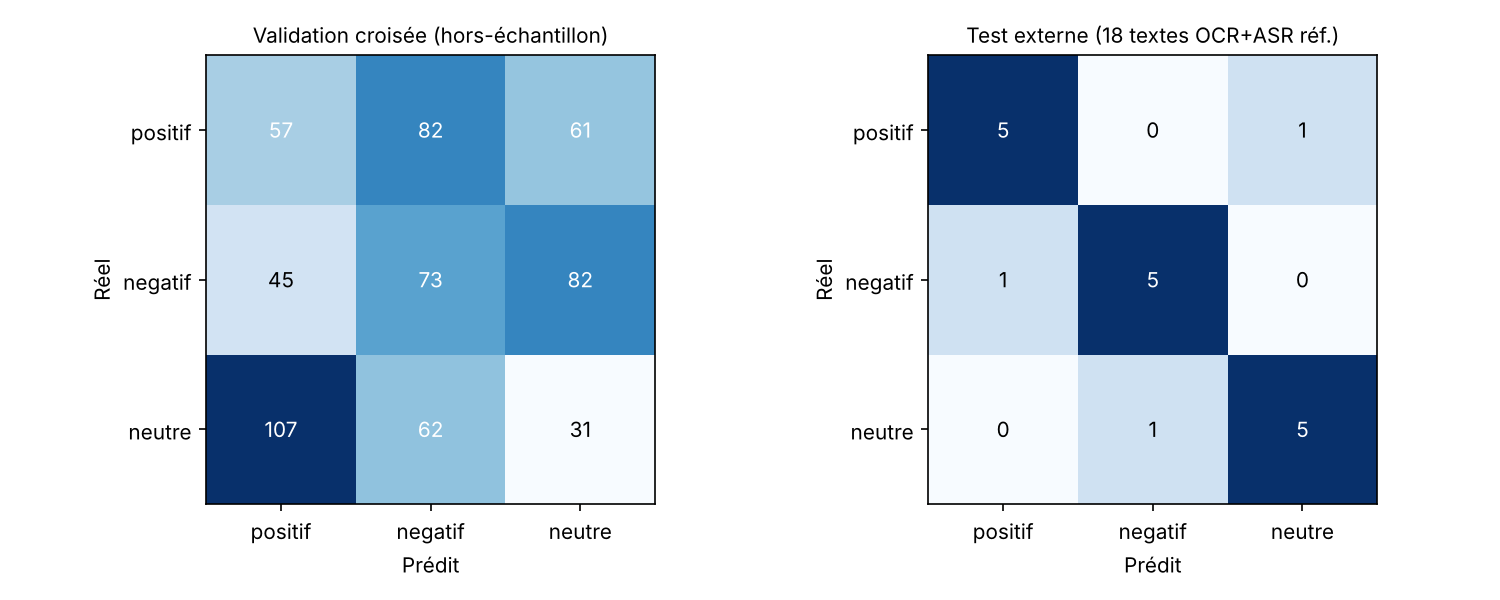 Validation croisée (hors-échantillon)
positif
57 82 61
negatif
45 73 82
neutre
107 62 31
positif negatif neutre
Prédit
Réel
Test externe (18 textes OCR+ASR réf.)
positif
5 0 1
negatif
1 5 0
neutre
0 1 5
positif negatif neutre
Prédit
Réel